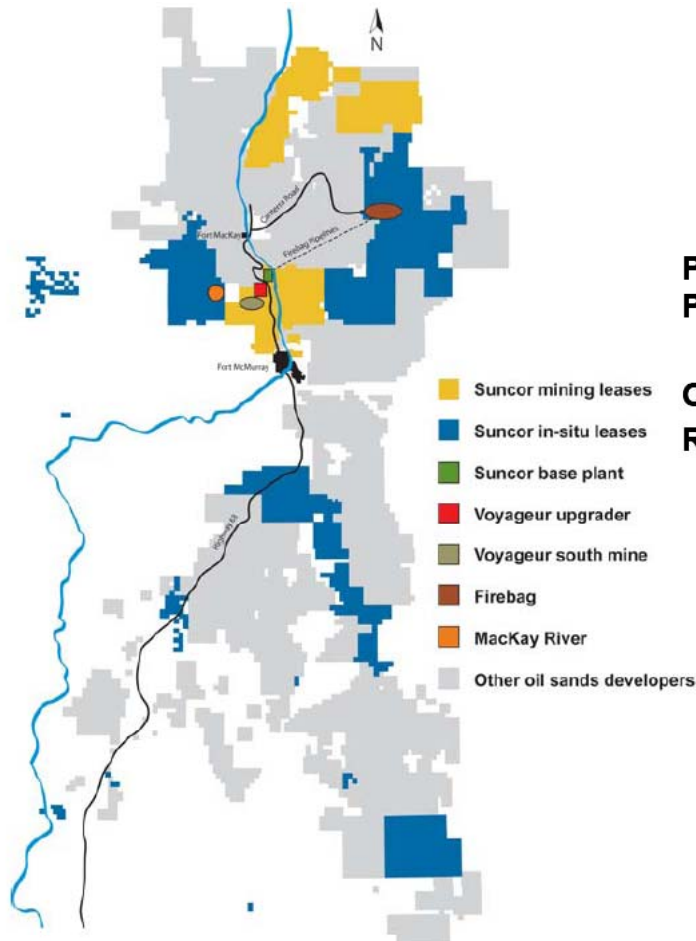 N
Canterra Road
Fort MacKay
Firebag Pipelines
Fort McMurray
Highway 63
Suncor mining leases
Suncor in-situ leases
Suncor base plant
Voyageur upgrader
Voyageur south mine
Firebag
MacKay River
Other oil sands developers
P
P
O
R